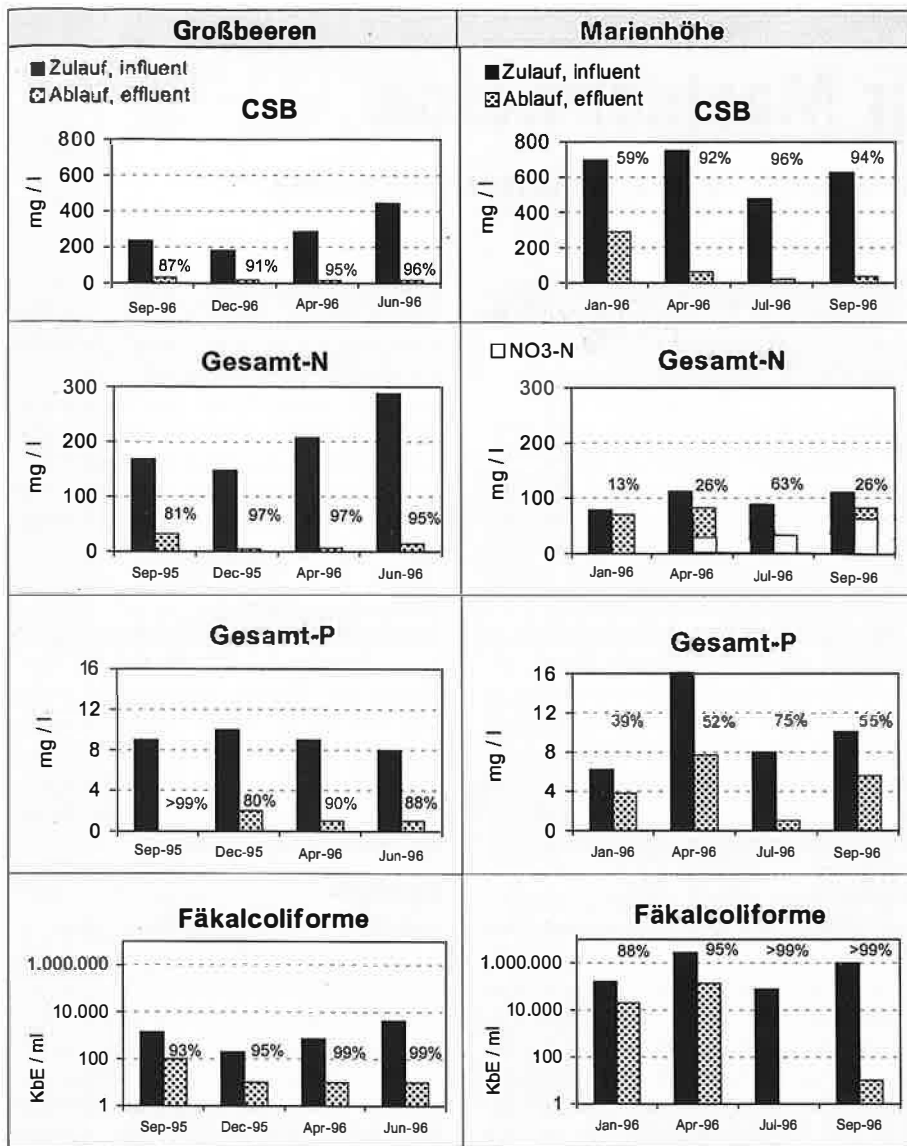 Großbeeren
Marienhöhe
Zulauf, influent
Ablauf, effluent
CSB
mg / l
800
600
400
200
0
87%
91%
95%
96%
Sep-96
Dec-96
Apr-96
Jun-96
Zulauf, influent
Ablauf, effluent
CSB
mg / l
800
600
400
200
0
59%
92%
96%
94%
Jan-96
Apr-96
Jul-96
Sep-96
Gesamt-N
mg / l
300
200
100
0
81%
97%
97%
95%
Sep-95
Dec-95
Apr-96
Jun-96
NO3-N
Gesamt-N
mg / l
300
200
100
0
13%
26%
63%
26%
Jan-96
Apr-96
Jul-96
Sep-96
Gesamt-P
mg / l
16
12
8
4
0
>99%
80%
90%
88%
Sep-95
Dec-95
Apr-96
Jun-96
Gesamt-P
mg / l
16
12
8
4
0
39%
52%
75%
55%
Jan-96
Apr-96
Jul-96
Sep-96
Fäkalcoliforme
KbE / ml
1.000.000
10.000
100
1
93%
95%
99%
99%
Sep-95
Dec-95
Apr-96
Jun-96
Fäkalcoliforme
KbE / ml
1.000.000
10.000
100
1
88%
95%
>99%
>99%
Jan-96
Apr-96
Jul-96
Sep-96